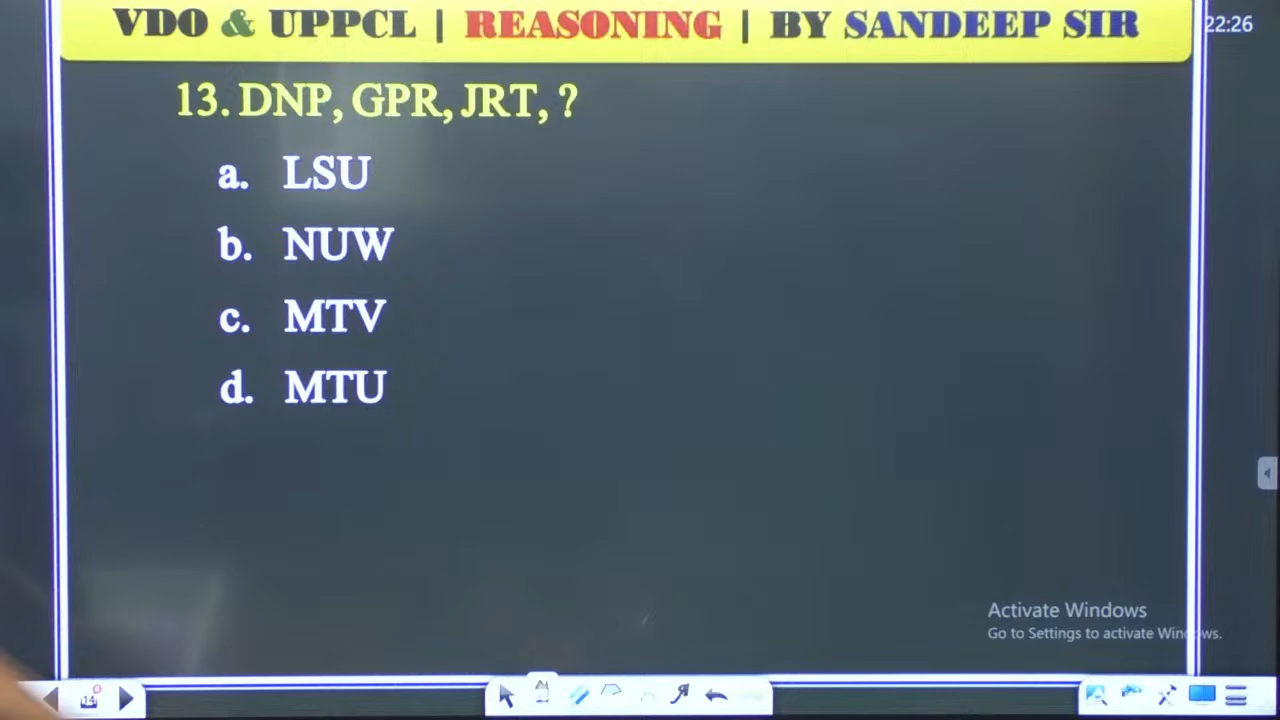 VDO & UPPCL | REASONING | BY SANDEEP SIR
22:26
13. DNP, GPR, JRT, ?
a. LSU
b. NUW
c. MTV
d. MTU
Activate Windows
Go to Settings to activate Windows.
14